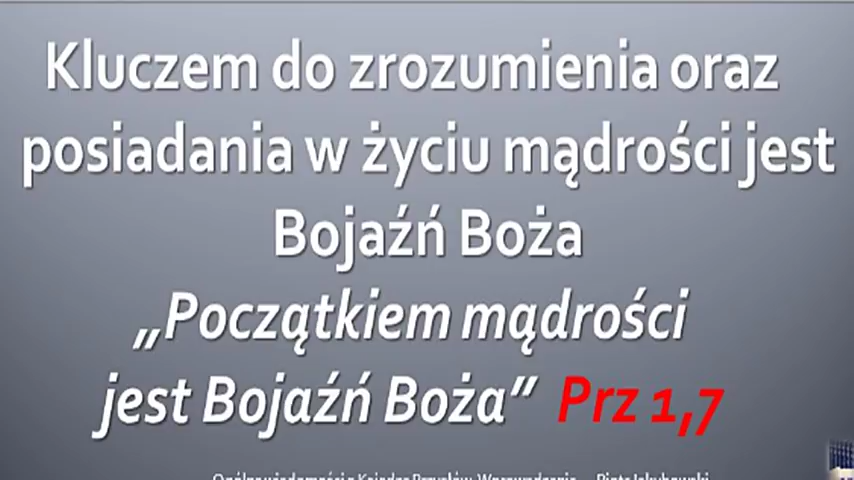 Kluczem do zrozumienia oraz
posiadania w życiu mądrości jest
Bojaźń Boża
„Początkiem mądrości
jest Bojaźń Boża” Prz 1,7